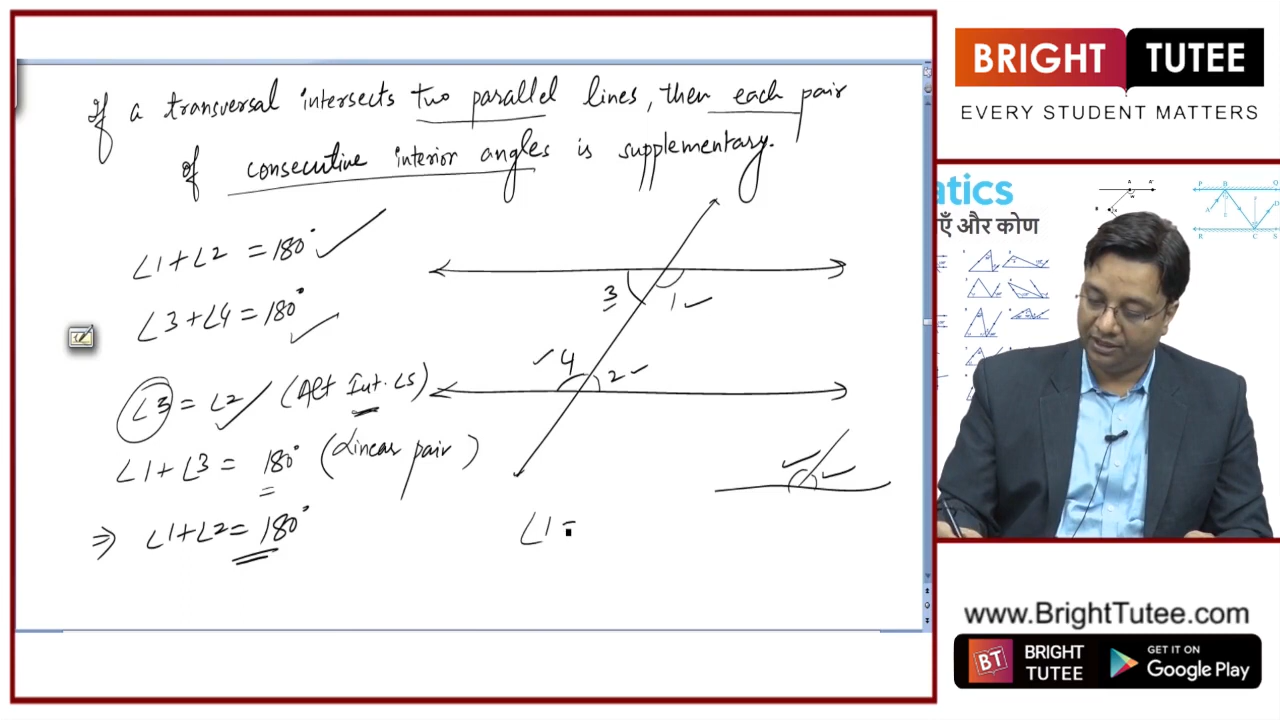 If a transversal intersects two parallel lines, then each pair
of consecutive interior angles is supplementary.
∠1+∠2 = 180°
∠3+∠4 = 180°
∠3 = ∠2 (Alt Int. ∠s)
∠1+∠3 = 180° (Linear pair)
⇒ ∠1+∠2 = 180°
3
1
4
2
∠1 =
BRIGHT TUTEE
EVERY STUDENT MATTERS
atics
एँ और कोण
P B Q
A D
R C S
A A'
B
www.BrightTutee.com
BT BRIGHT TUTEE
GET IT ON
Google Play